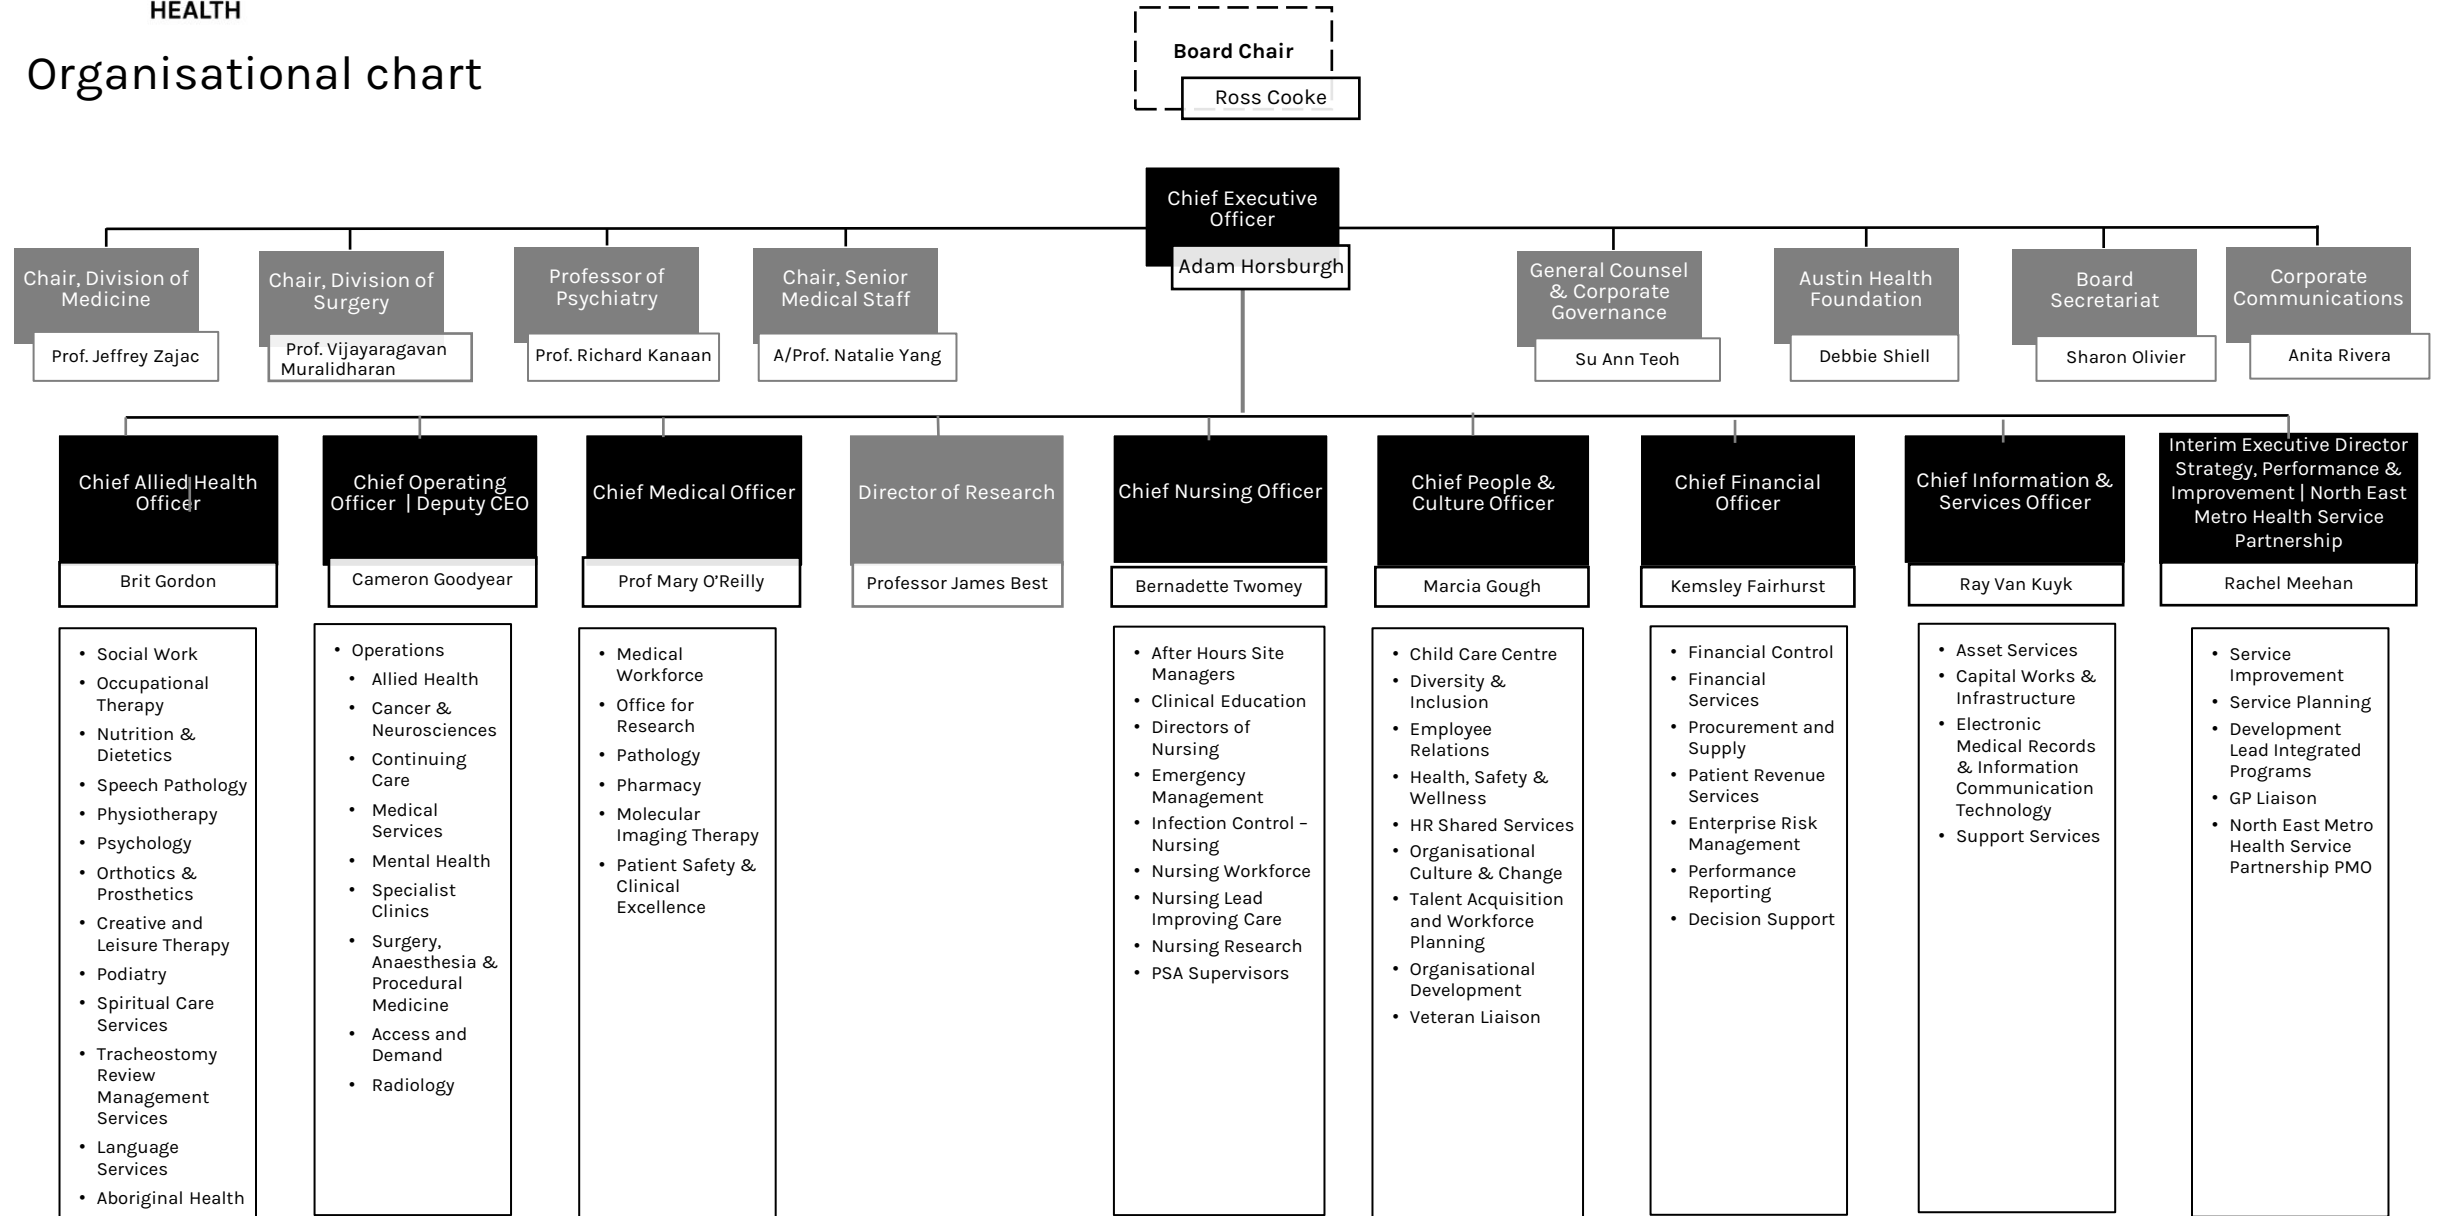 HEALTH
Organisational chart
Board Chair
Ross Cooke
Chief Executive
Officer
Adam Horsburgh
Chair, Division of
Medicine
Prof. Jeffrey Zajac
Chair, Division of
Surgery
Prof. Vijayaragavan
Muralidharan
Professor of
Psychiatry
Prof. Richard Kanaan
Chair, Senior
Medical Staff
A/Prof. Natalie Yang
General Counsel
& Corporate
Governance
Su Ann Teoh
Austin Health
Foundation
Debbie Shiell
Board
Secretariat
Sharon Olivier
Corporate
Communications
Anita Rivera
Chief Allied Health
Officer
Brit Gordon
• Social Work
• Occupational
Therapy
• Nutrition &
Dietetics
• Speech Pathology
• Physiotherapy
• Psychology
• Orthotics &
Prosthetics
• Creative and
Leisure Therapy
• Podiatry
• Spiritual Care
Services
• Tracheostomy
Review
Management
Services
• Language
Services
• Aboriginal Health
Chief Operating
Officer | Deputy CEO
Cameron Goodyear
• Operations
• Allied Health
• Cancer &
Neurosciences
• Continuing
Care
• Medical
Services
• Mental Health
• Specialist
Clinics
• Surgery,
Anaesthesia &
Procedural
Medicine
• Access and
Demand
• Radiology
Chief Medical Officer
Prof Mary O’Reilly
• Medical
Workforce
• Office for
Research
• Pathology
• Pharmacy
• Molecular
Imaging Therapy
• Patient Safety &
Clinical
Excellence
Director of Research
Professor James Best
Chief Nursing Officer
Bernadette Twomey
• After Hours Site
Managers
• Clinical Education
• Directors of
Nursing
• Emergency
Management
• Infection Control –
Nursing
• Nursing Workforce
• Nursing Lead
Improving Care
• Nursing Research
• PSA Supervisors
Chief People &
Culture Officer
Marcia Gough
• Child Care Centre
• Diversity &
Inclusion
• Employee
Relations
• Health, Safety &
Wellness
• HR Shared Services
• Organisational
Culture & Change
• Talent Acquisition
and Workforce
Planning
• Organisational
Development
• Veteran Liaison
Chief Financial
Officer
Kemsley Fairhurst
• Financial Control
• Financial
Services
• Procurement and
Supply
• Patient Revenue
Services
• Enterprise Risk
Management
• Performance
Reporting
• Decision Support
Chief Information &
Services Officer
Ray Van Kuyk
• Asset Services
• Capital Works &
Infrastructure
• Electronic
Medical Records
& Information
Communication
Technology
• Support Services
Interim Executive Director
Strategy, Performance &
Improvement | North East
Metro Health Service
Partnership
Rachel Meehan
• Service
Improvement
• Service Planning
• Development
Lead Integrated
Programs
• GP Liaison
• North East Metro
Health Service
Partnership PMO